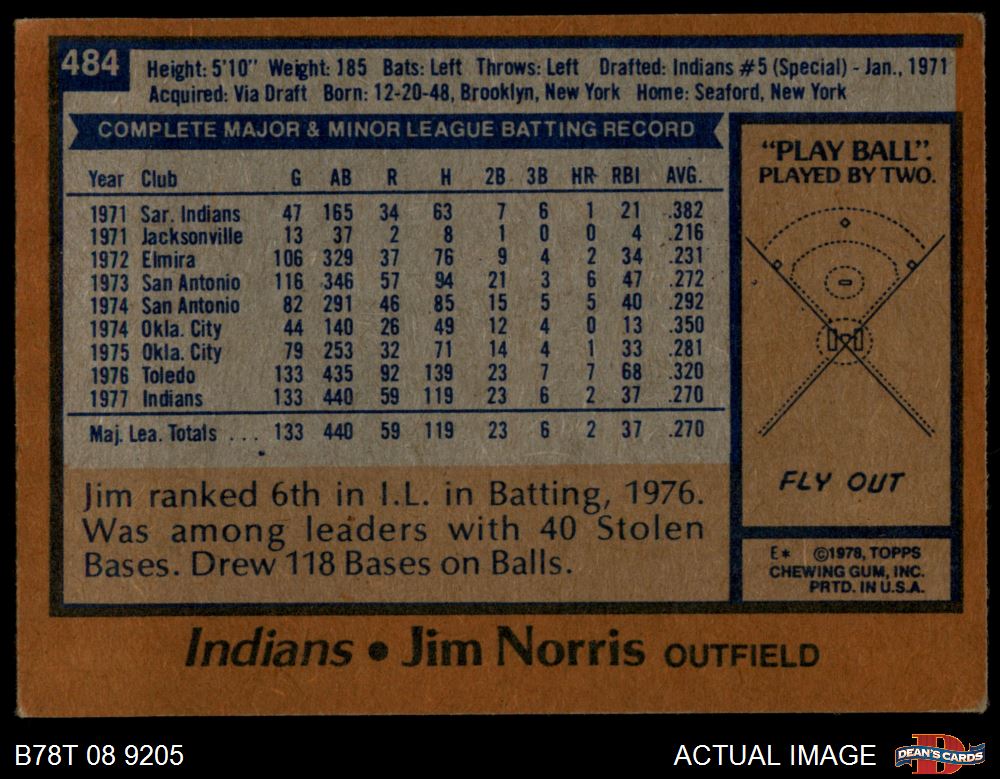 484
Height: 5'10" Weight: 185 Bats: Left Throws: Left Drafted: Indians #5 (Special) - Jan., 1971
Acquired: Via Draft Born: 12-20-48, Brooklyn, New York Home: Seaford, New York
COMPLETE MAJOR & MINOR LEAGUE BATTING RECORD
Year Club G AB R H 2B 3B HR RBI AVG.
1971 Sar. Indians 47 165 34 63 7 6 1 21 .382
1971 Jacksonville 13 37 2 8 1 0 0 4 .216
1972 Elmira 106 329 37 76 9 4 2 34 .231
1973 San Antonio 116 346 57 94 21 3 6 47 .272
1974 San Antonio 82 291 46 85 15 5 5 40 .292
1974 Okla. City 44 140 26 49 12 4 0 13 .350
1975 Okla. City 79 253 32 71 14 4 1 33 .281
1976 Toledo 133 435 92 139 23 7 7 68 .320
1977 Indians 133 440 59 119 23 6 2 37 .270
Maj. Lea. Totals . . . 133 440 59 119 23 6 2 37 .270
Jim ranked 6th in I.L. in Batting, 1976.
Was among leaders with 40 Stolen
Bases. Drew 118 Bases on Balls.
"PLAY BALL".
PLAYED BY TWO.
FLY OUT
E* ©1978, TOPPS
CHEWING GUM, INC.
PRTD. IN U.S.A.
Indians • Jim Norris OUTFIELD
B78T 08 9205
ACTUAL IMAGE
DEAN'S CARDS